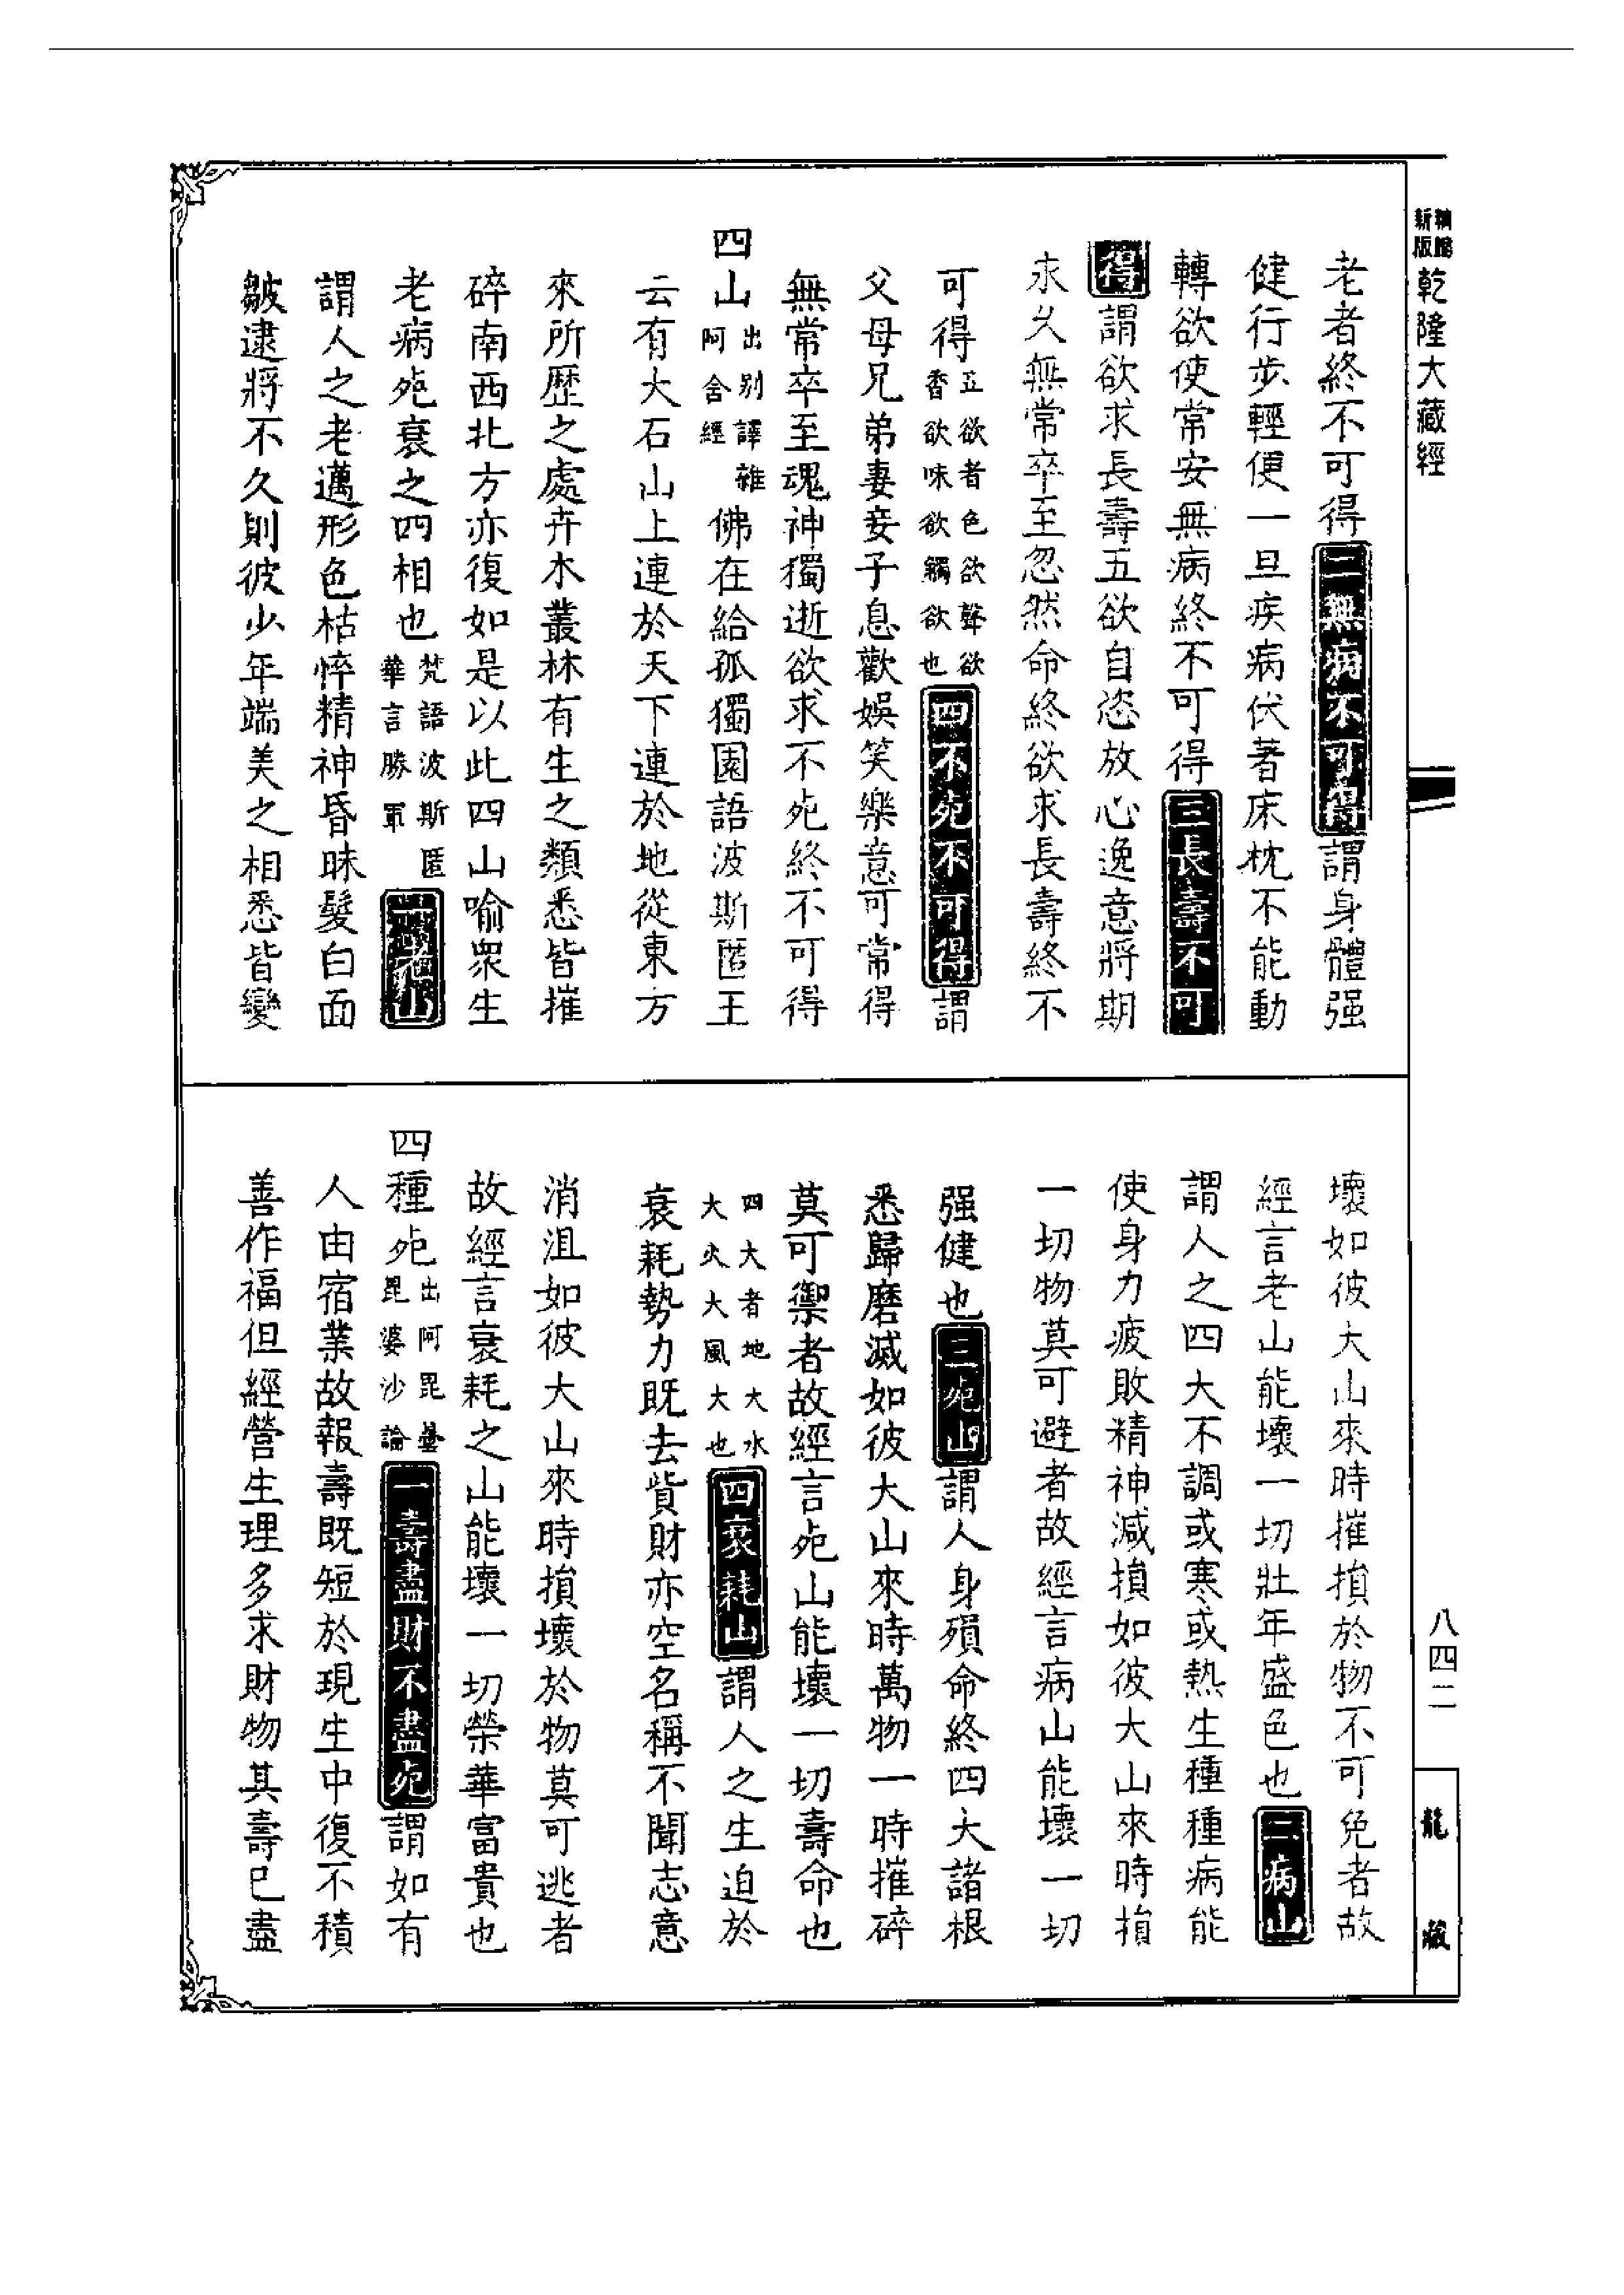 新版
乾隆大藏經
老者終不可得二無病不可得謂身體强
健行步輕便一旦疾病伏著床枕不能動
轉欲使常安無病終不可得三長壽不可
得謂欲求長壽五欲自恣放心逸意將期
永久無常卒至忽然命終欲求長壽終不
可得五欲者色欲聲欲香欲味欲觸欲也四不死不可得謂
父母兄弟妻妾子息歡娛笑樂意可常得
無常卒至魂神獨逝欲求不死終不可得
四山出别譯雜阿含經佛在給孤獨園語波斯匿王
云有大石山上連於天下連於地從東方
來所歷之處卉木叢林有生之類悉皆摧
碎南西北方亦復如是以此四山喻衆生
老病死衰之四相也梵語波斯匿華言勝軍一老山
謂人之老邁形色枯悴精神昏昧髮白面
皺逮將不久則彼少年端美之相悉皆變
壞如彼大山來時摧損於物不可免者故
經言老山能壞一切壯年盛色也二病山
謂人之四大不調或寒或熱生種種病能
使身力疲敗精神減損如彼大山來時損
一切物莫可避者故經言病山能壞一切
强健也三死山謂人身殞命終四大諸根
悉歸磨滅如彼大山來時萬物一時摧碎
莫可禦者故經言死山能壞一切壽命也
四大者地大水大火大風大也四衰耗山謂人之生迫於
衰耗勢力既去貲財亦空名稱不聞志意
消沮如彼大山來時損壞於物莫可逃者
故經言衰耗之山能壞一切榮華富貴也
四種死出阿毘曇毘婆沙論一壽盡財不盡死謂如有
人由宿業故報壽既短於現生中復不積
善作福但經營生理多求財物其壽已盡
八四二
龍藏